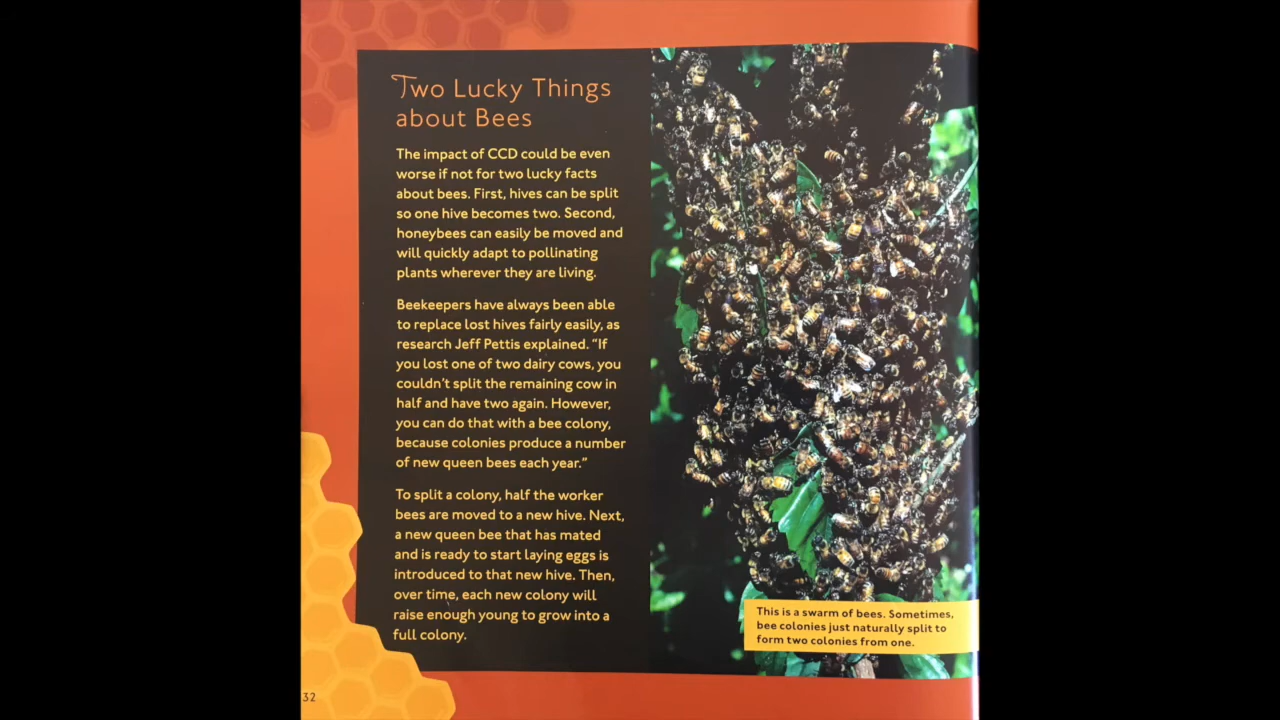 Two Lucky Things
about Bees
The impact of CCD could be even
worse if not for two lucky facts
about bees. First, hives can be split
so one hive becomes two. Second,
honeybees can easily be moved and
will quickly adapt to pollinating
plants wherever they are living.
Beekeepers have always been able
to replace lost hives fairly easily, as
research Jeff Pettis explained. “If
you lost one of two dairy cows, you
couldn’t split the remaining cow in
half and have two again. However,
you can do that with a bee colony,
because colonies produce a number
of new queen bees each year.”
To split a colony, half the worker
bees are moved to a new hive. Next,
a new queen bee that has mated
and is ready to start laying eggs is
introduced to that new hive. Then,
over time, each new colony will
raise enough young to grow into a
full colony.
This is a swarm of bees. Sometimes,
bee colonies just naturally split to
form two colonies from one.
32